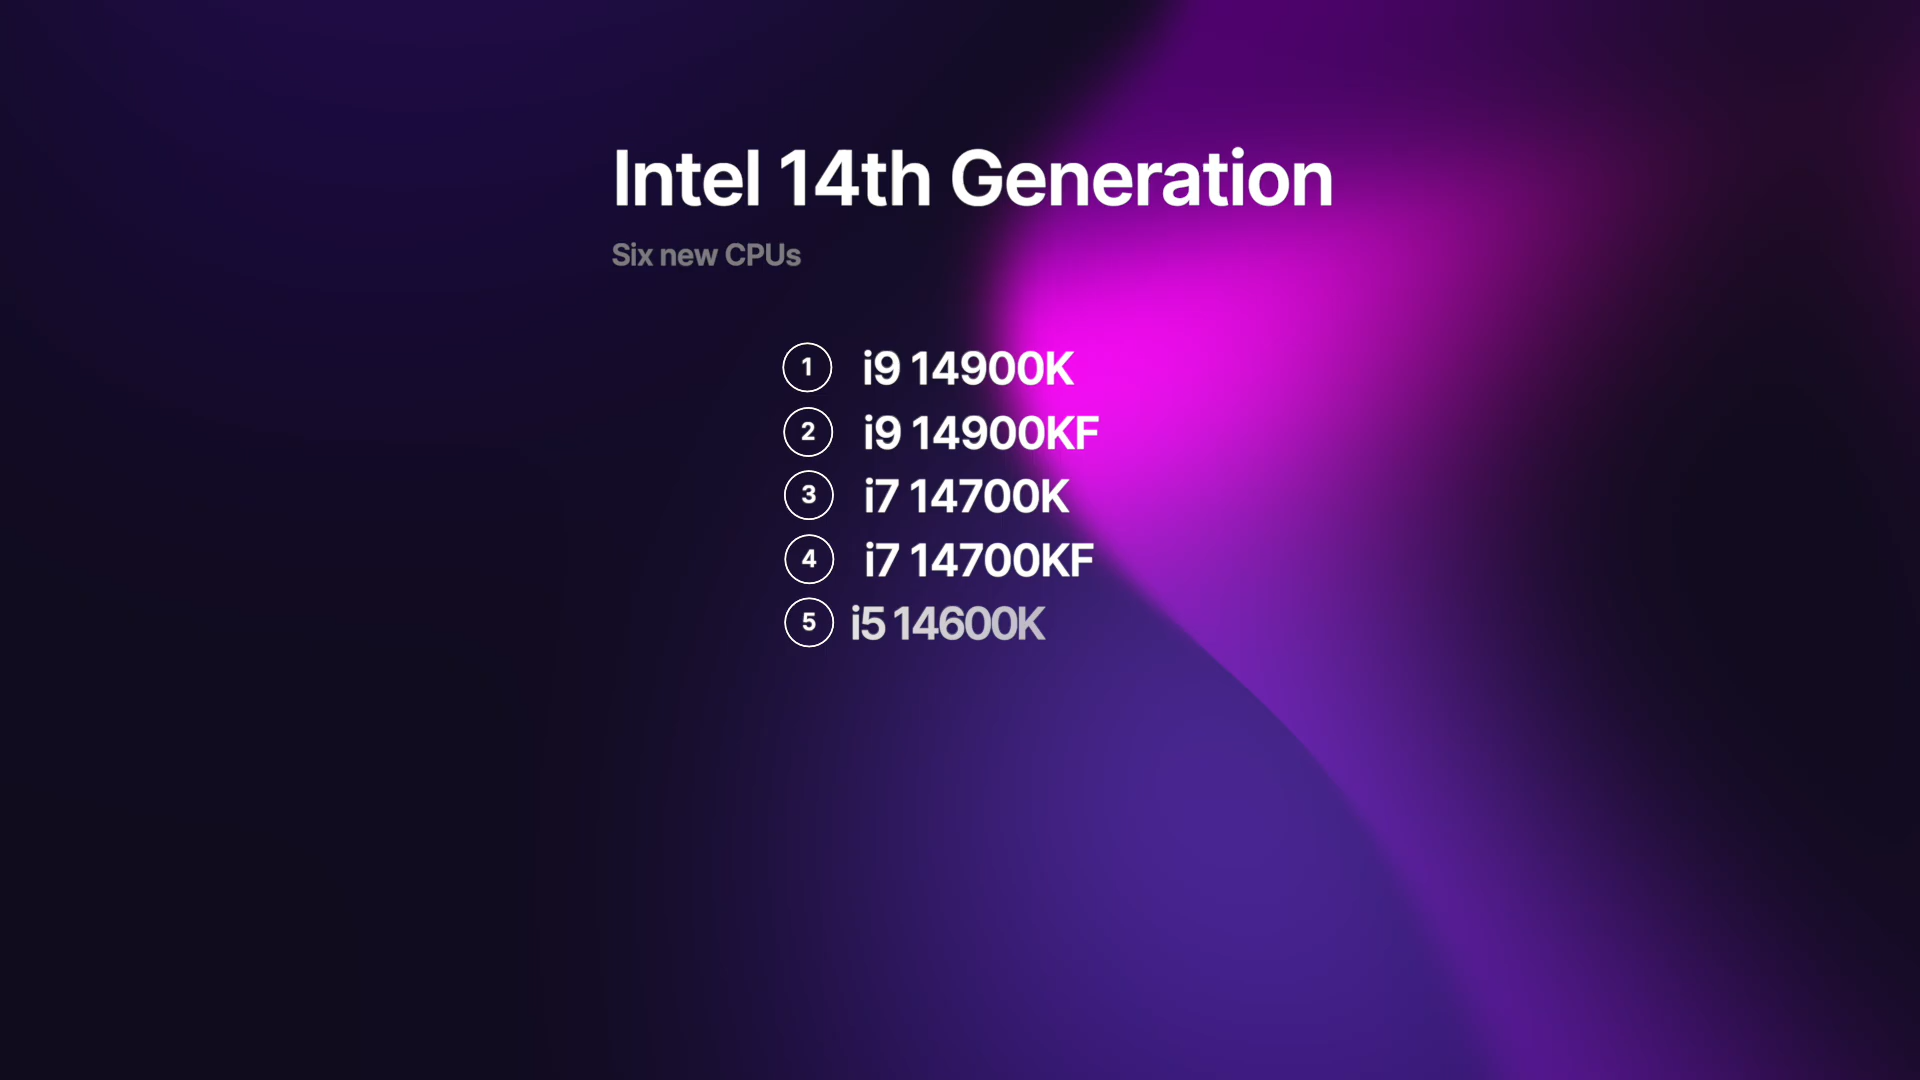 Intel 14th Generation
Six new CPUs
1 i9 14900K
2 i9 14900KF
3 i7 14700K
4 i7 14700KF
5 i5 14600K